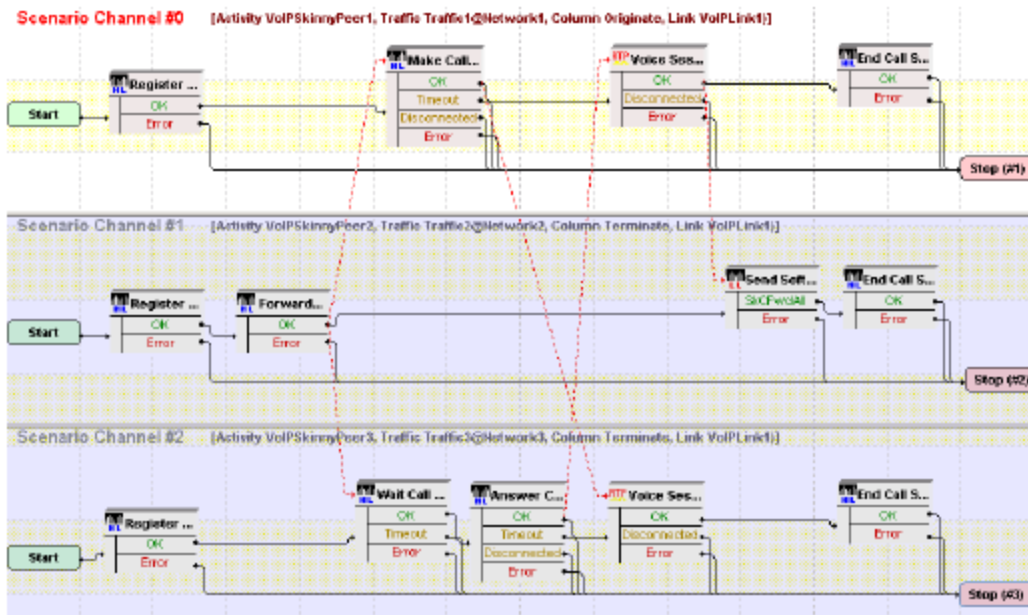 Scenario Channel #0 [Activity VoIPSkinnyPeer1, Traffic Traffic1@Network1, Column Originate, Link VoIPLink1)]
Start
Register ...
OK
Error
Make Call...
OK
Timeout
Disconnected
Error
Voice Ses...
OK
Disconnected
Error
End Call S...
OK
Error
Stop (#1)
Scenario Channel #1 [Activity VoIPSkinnyPeer2, Traffic Traffic2@Network2, Column Terminate, Link VoIPLink1)]
Start
Register ...
OK
Error
Forward...
OK
Error
Send Soft...
SkCFwdAll
Error
End Call S...
OK
Error
Stop (#2)
Scenario Channel #2 [Activity VoIPSkinnyPeer3, Traffic Traffic3@Network3, Column Terminate, Link VoIPLink1)]
Start
Register ...
OK
Error
Wait Call ...
OK
Timeout
Error
Answer C...
OK
Timeout
Disconnected
Error
Voice Ses...
OK
Disconnected
Error
End Call S...
OK
Error
Stop (#3)